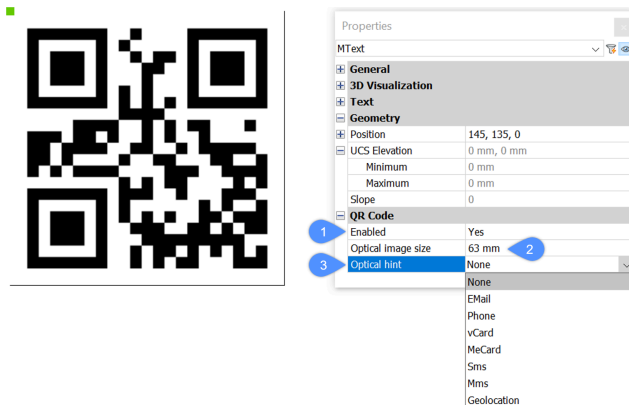 Properties
MText
General
3D Visualization
Text
Geometry
Position 145, 135, 0
UCS Elevation 0 mm, 0 mm
Minimum 0 mm
Maximum 0 mm
Slope 0
QR Code
1 Enabled Yes
Optical image size 63 mm 2
3 Optical hint None
None
EMail
Phone
vCard
MeCard
Sms
Mms
Geolocation